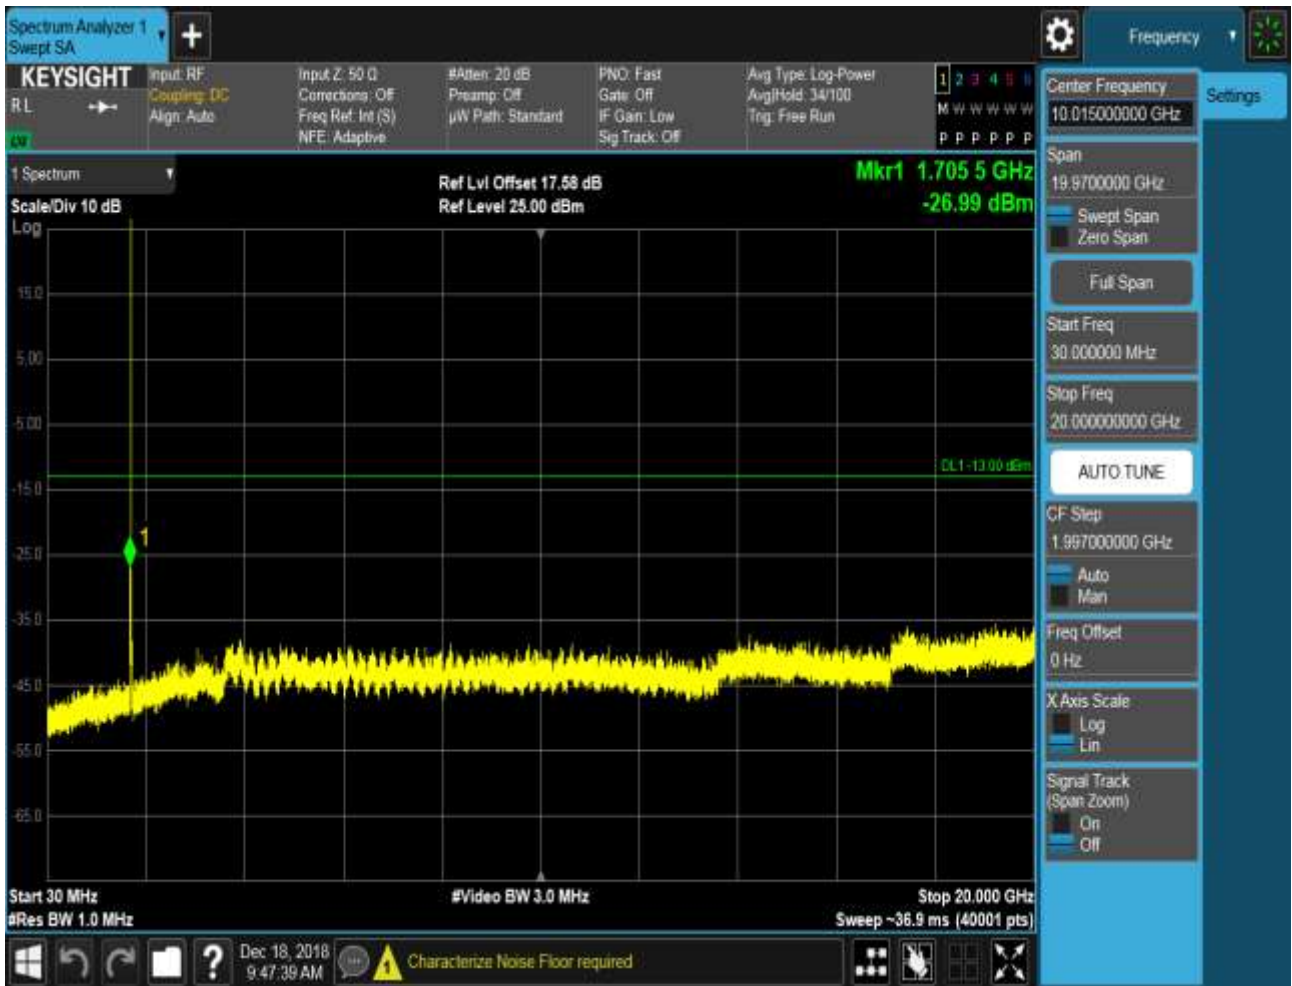 Spectrum Analyzer 1
Swept SA
+
Frequency
KEYSIGHT
RL
Input: RF
Coupling: DC
Align: Auto
Input Z: 50 Ω
Corrections: Off
Freq Ref: Int (S)
NFE: Adaptive
#Atten: 20 dB
Preamp: Off
µW Path: Standard
PNO: Fast
Gate: Off
IF Gain: Low
Sig Track: Off
Avg Type: Log-Power
Avg|Hold: 34/100
Trig: Free Run
1 2 3 4 5 6
M W W W W W
P P P P P P
1 Spectrum
Scale/Div 10 dB
Log
Ref Lvl Offset 17.58 dB
Ref Level 25.00 dBm
Mkr1 1.705 5 GHz
-26.99 dBm
15.0
5.00
-5.00
DL1 -13.00 dBm
-15.0
1
-25.0
-35.0
-45.0
-55.0
-65.0
Start 30 MHz
#Res BW 1.0 MHz
#Video BW 3.0 MHz
Stop 20.000 GHz
Sweep ~36.9 ms (40001 pts)
Center Frequency
10.015000000 GHz
Settings
Span
19.9700000 GHz
Swept Span
Zero Span
Full Span
Start Freq
30.000000 MHz
Stop Freq
20.000000000 GHz
AUTO TUNE
CF Step
1.997000000 GHz
Auto
Man
Freq Offset
0 Hz
X Axis Scale
Log
Lin
Signal Track
(Span Zoom)
On
Off
?
Dec 18, 2018
9:47:39 AM
1
Characterize Noise Floor required